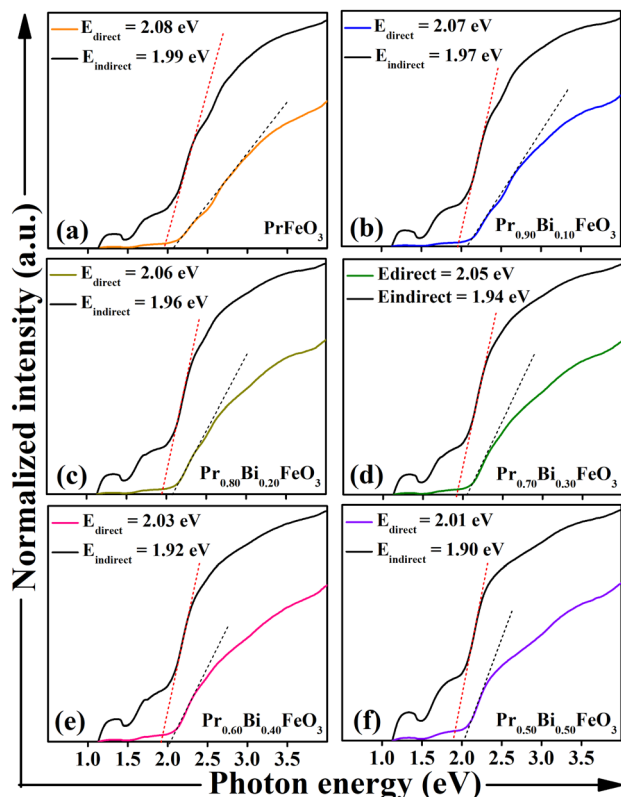 E_direct = 2.08 eV
E_indirect = 1.99 eV
(a)
PrFeO₃
E_direct = 2.07 eV
E_indirect = 1.97 eV
(b)
Pr₀.₉₀Bi₀.₁₀FeO₃
E_direct = 2.06 eV
E_indirect = 1.96 eV
(c)
Pr₀.₈₀Bi₀.₂₀FeO₃
Edirect = 2.05 eV
Eindirect = 1.94 eV
(d)
Pr₀.₇₀Bi₀.₃₀FeO₃
E_direct = 2.03 eV
E_indirect = 1.92 eV
(e)
Pr₀.₆₀Bi₀.₄₀FeO₃
E_direct = 2.01 eV
E_indirect = 1.90 eV
(f)
Pr₀.₅₀Bi₀.₅₀FeO₃
1.0 1.5 2.0 2.5 3.0 3.5
1.0 1.5 2.0 2.5 3.0 3.5
Normalized intensity (a.u.)
Photon energy (eV)